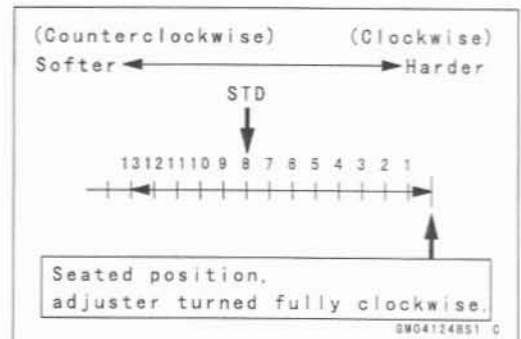 (Counterclockwise) (Clockwise)
Softer Harder
STD
13 12 11 10 9 8 7 6 5 4 3 2 1
Seated position,
adjuster turned fully clockwise.
GM04124BS1 C